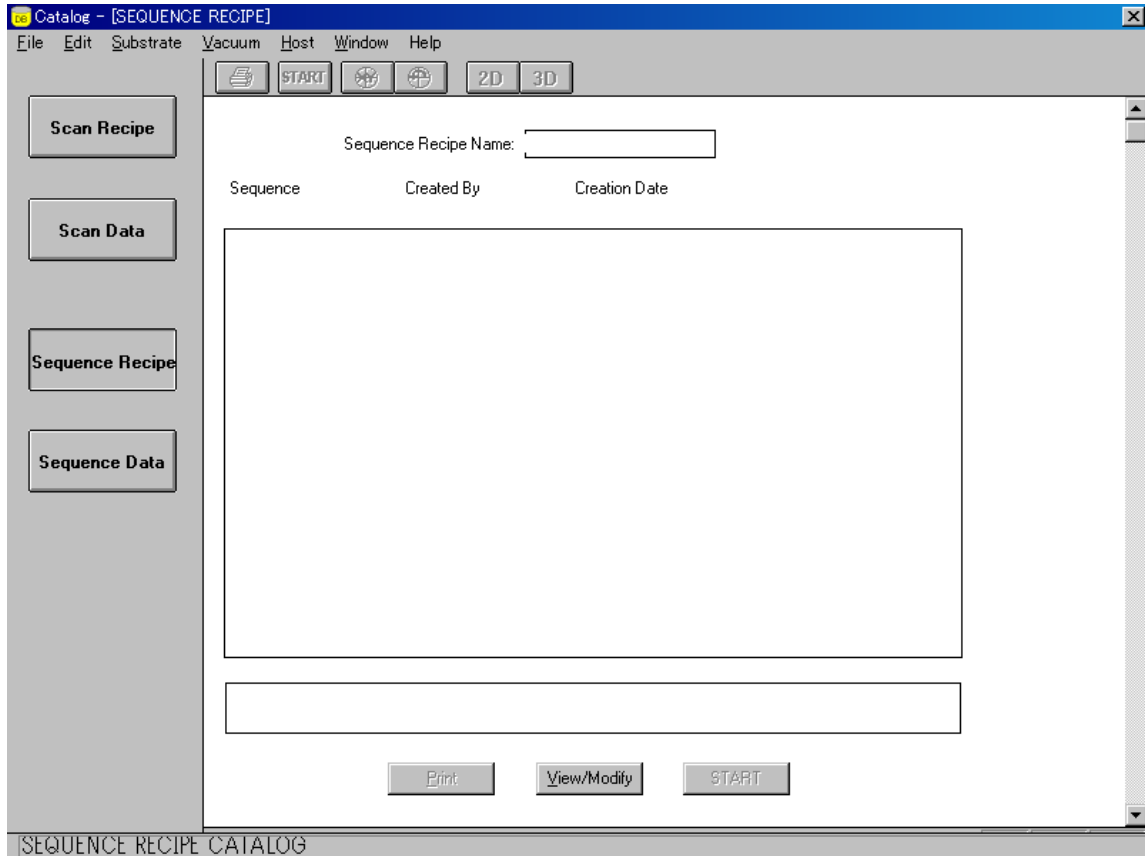 DB Catalog - [SEQUENCE RECIPE]
File Edit Substrate Vacuum Host Window Help
START 2D 3D
Scan Recipe
Scan Data
Sequence Recipe
Sequence Data
Sequence Recipe Name:
Sequence Created By Creation Date
Print View/Modify START
SEQUENCE RECIPE CATALOG